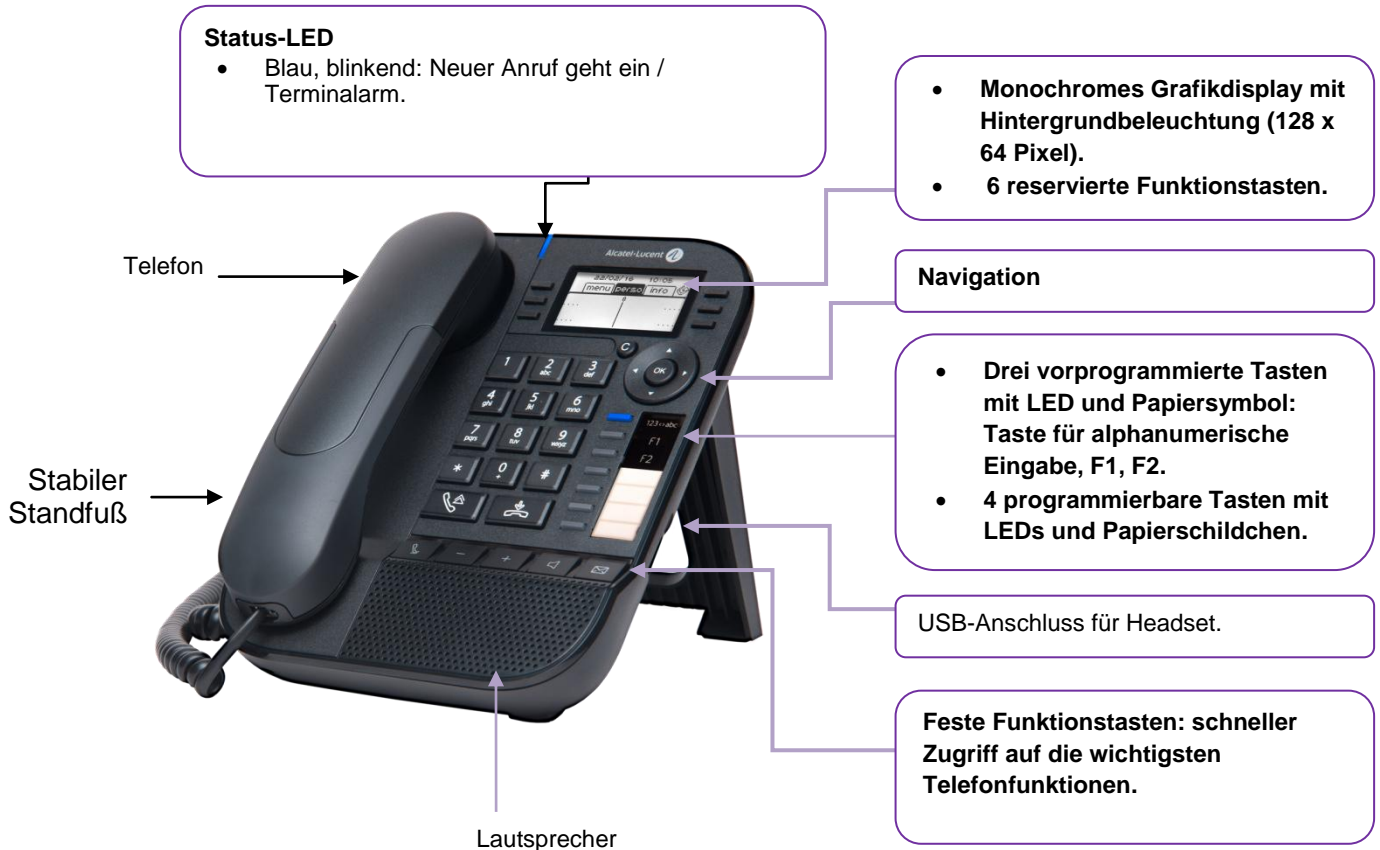 Status-LED
• Blau, blinkend: Neuer Anruf geht ein /
Terminalarm.
• Monochromes Grafikdisplay mit
Hintergrundbeleuchtung (128 x
64 Pixel).
• 6 reservierte Funktionstasten.
Telefon
Navigation
• Drei vorprogrammierte Tasten
mit LED und Papiersymbol:
Taste für alphanumerische
Eingabe, F1, F2.
• 4 programmierbare Tasten mit
LEDs und Papierschildchen.
Stabiler
Standfuß
USB-Anschluss für Headset.
Feste Funktionstasten: schneller
Zugriff auf die wichtigsten
Telefonfunktionen.
Lautsprecher
Alcatel-Lucent
menu perso info
C
OK
1 2 abc 3 def
4 ghi 5 jkl 6 mno
7 pqrs 8 tuv 9 wxyz
* 0 + #
123↔abc
F1
F2
- +